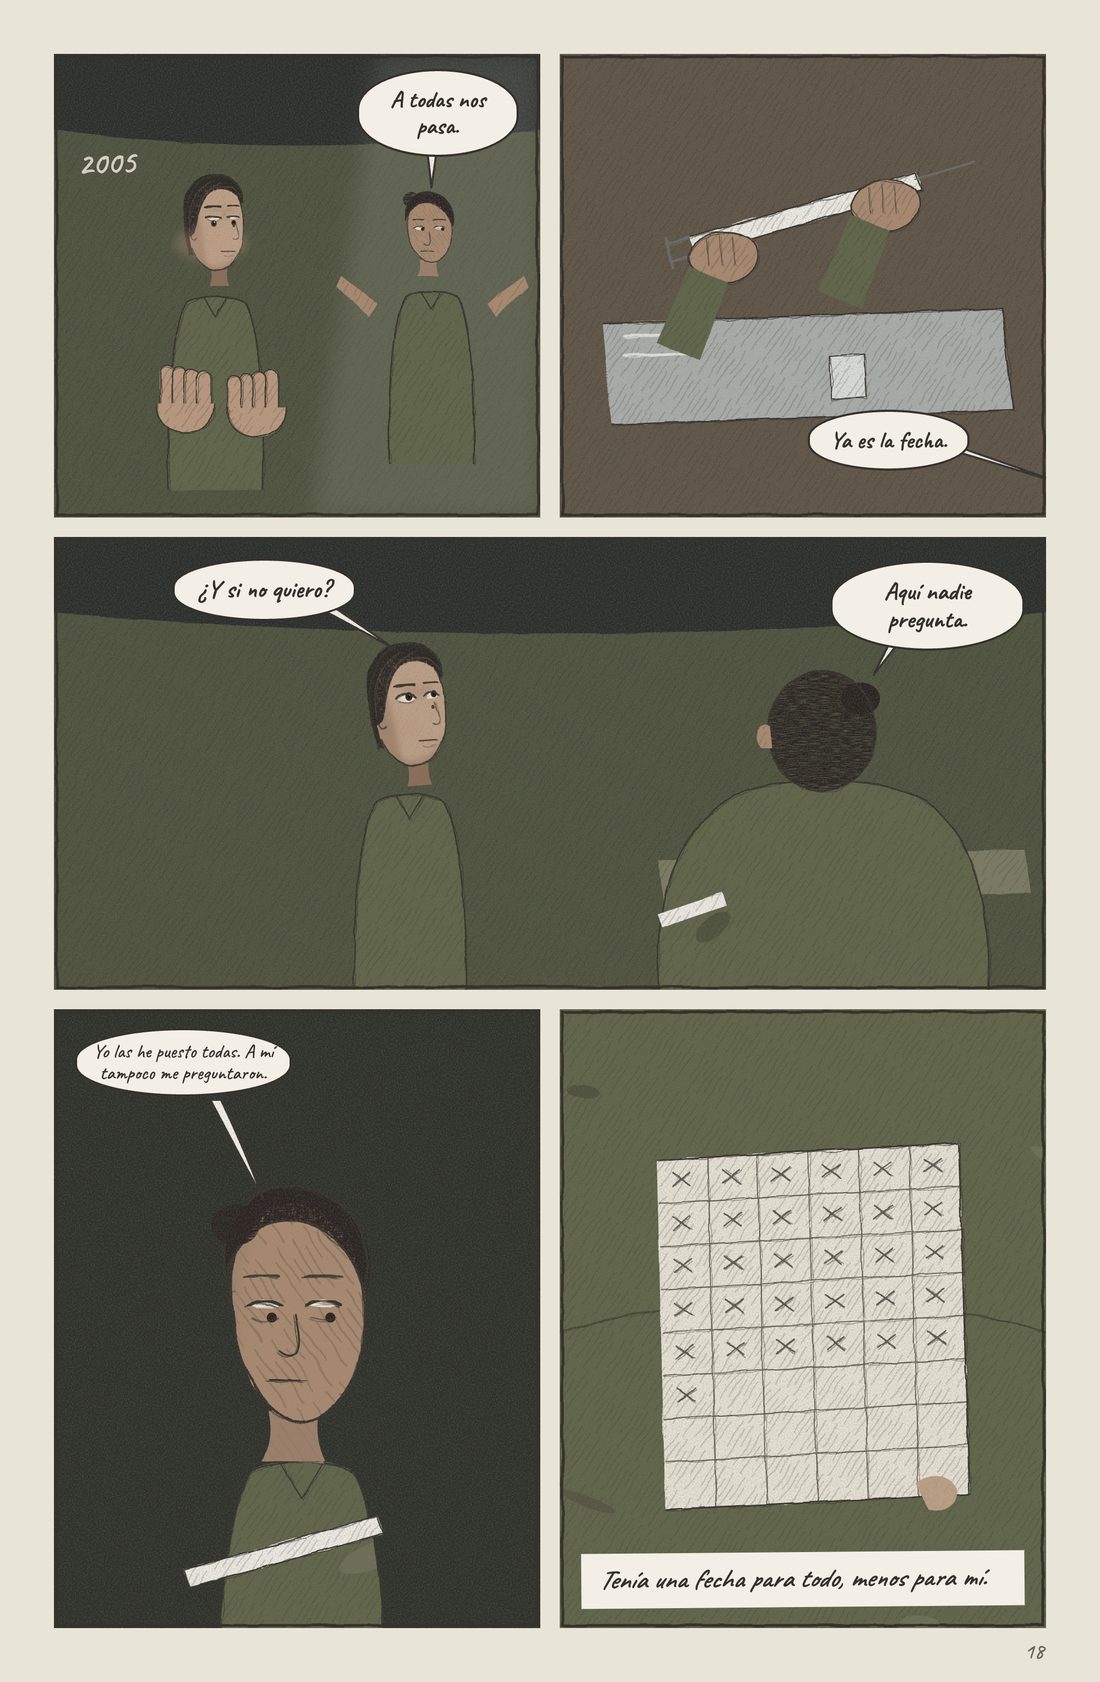 A todas nos
pasa.
2005
Ya es la fecha.
¿Y si no quiero?
Aquí nadie
pregunta.
Yo las he puesto todas. A mí
tampoco me preguntaron.
Tenía una fecha para todo, menos para mí.
18